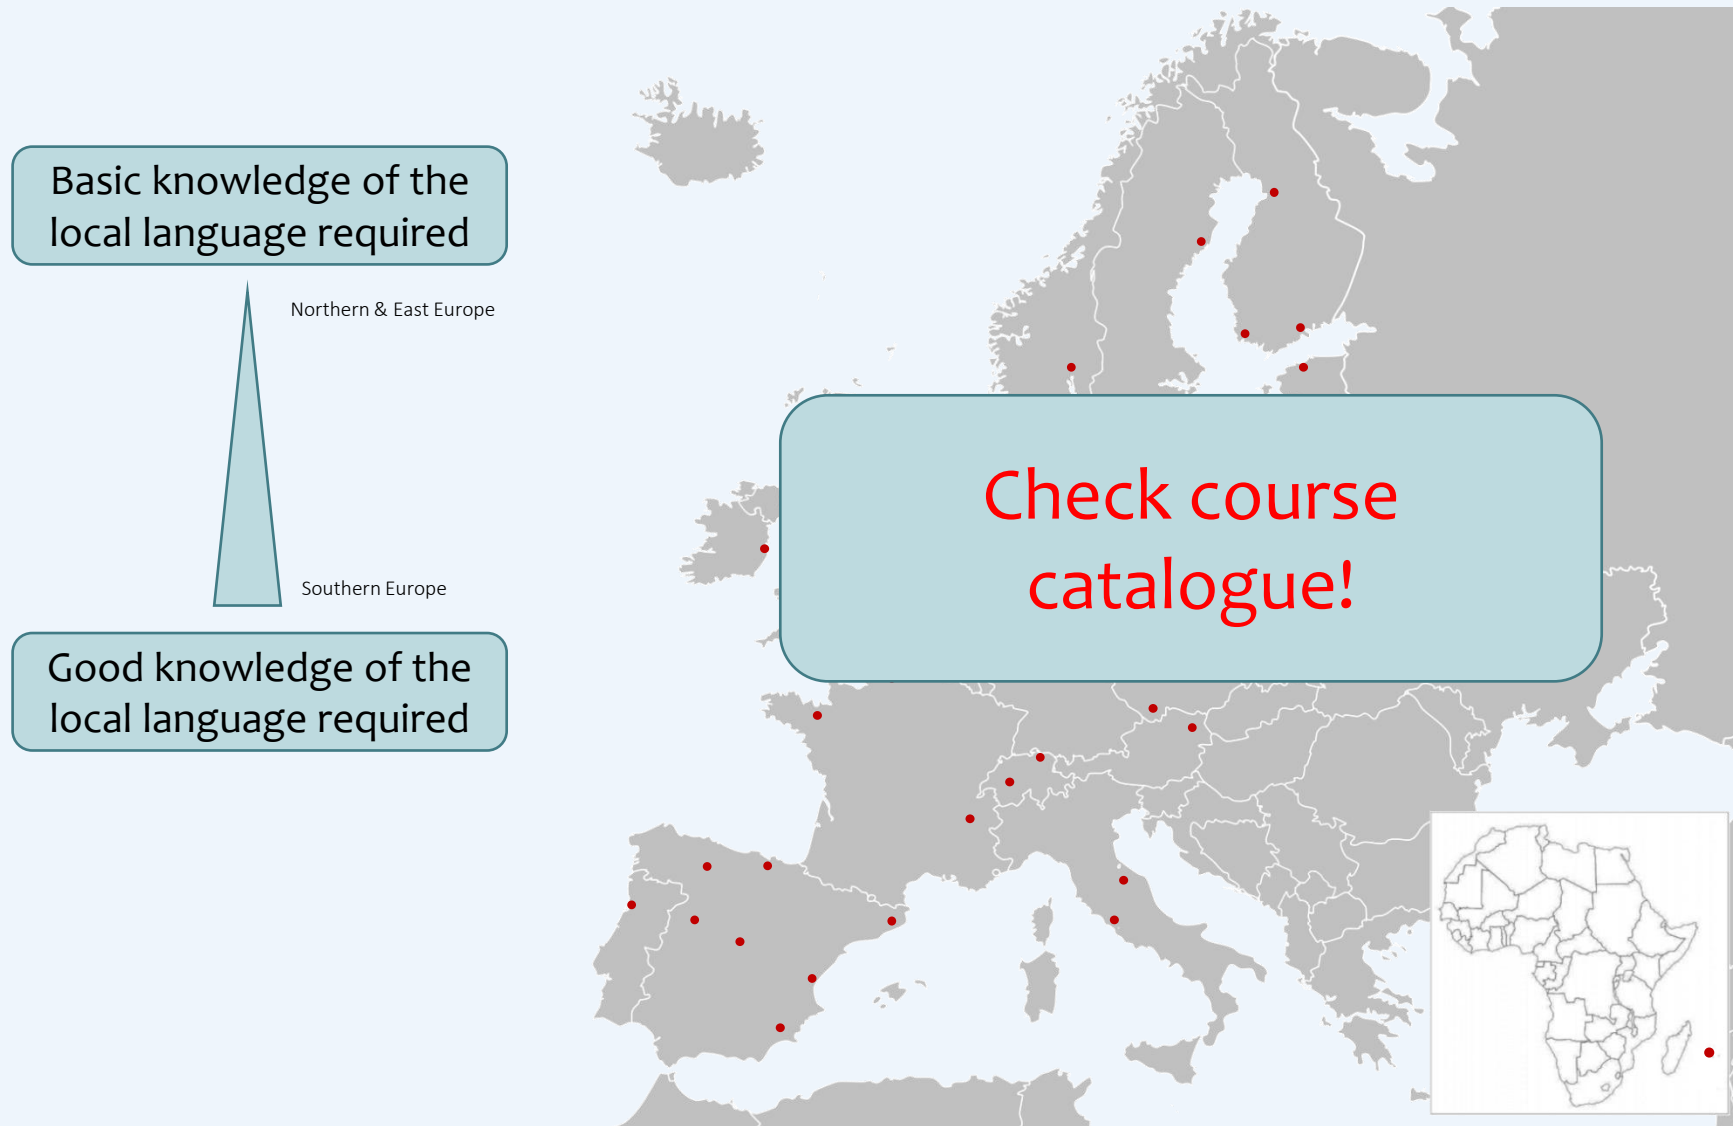 Basic knowledge of the
local language required
Northern & East Europe
Southern Europe
Good knowledge of the
local language required
Check course
catalogue!